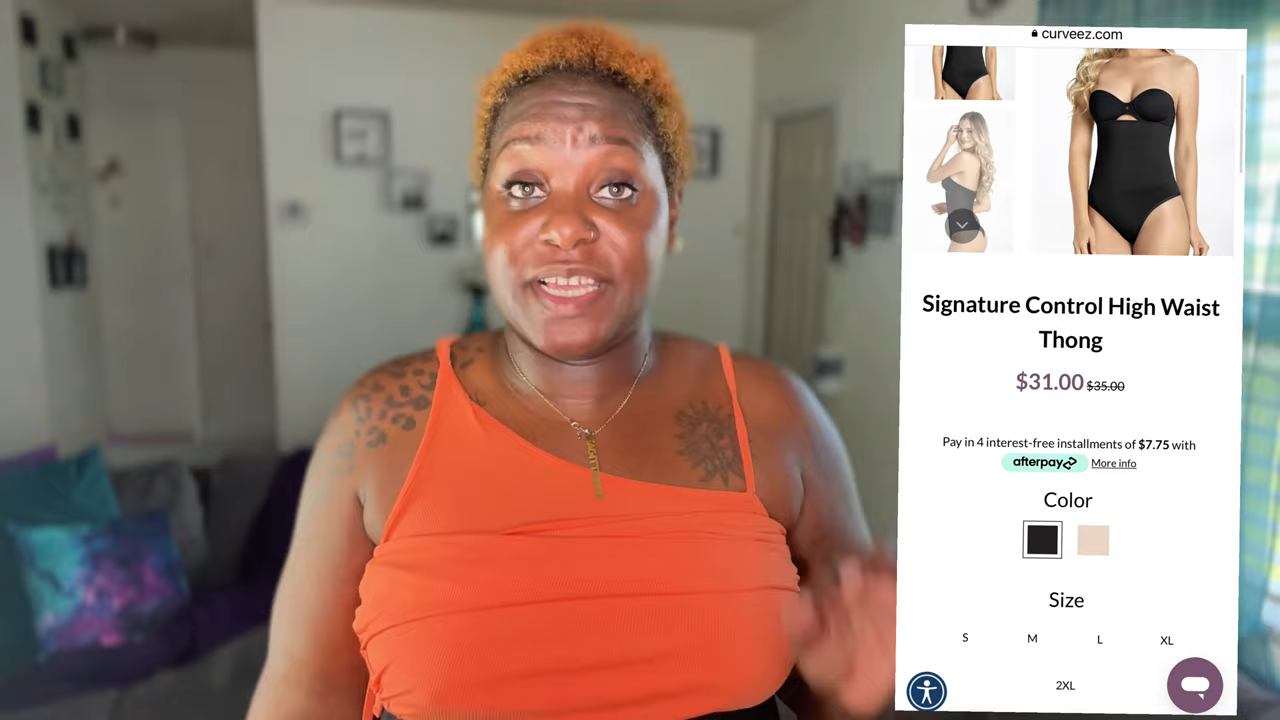 curveez.com
Signature Control High Waist
Thong
$31.00 $35.00
Pay in 4 interest-free installments of $7.75 with
afterpay More info
Color
Size
S M L XL
2XL